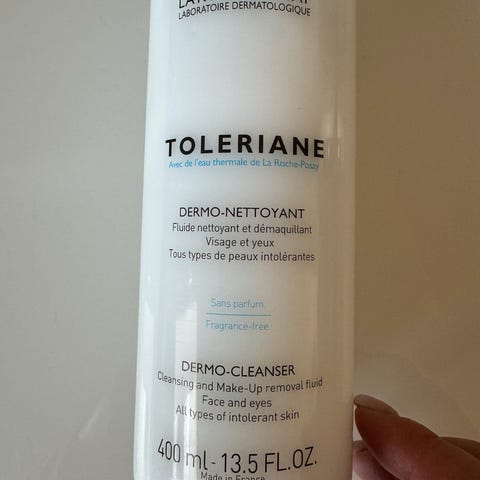 LABORATOIRE DERMATOLOGIQUE
TOLERIANE
Avec de l'eau thermale de La Roche-Posay
DERMO-NETTOYANT
Fluide nettoyant et démaquillant
Visage et yeux
Tous types de peaux intolérantes
Sans parfum.
Fragrance-free.
DERMO-CLEANSER
Cleansing and Make-Up removal fluid
Face and eyes
All types of intolerant skin
400 ml - 13.5 FL.OZ.
Made in France